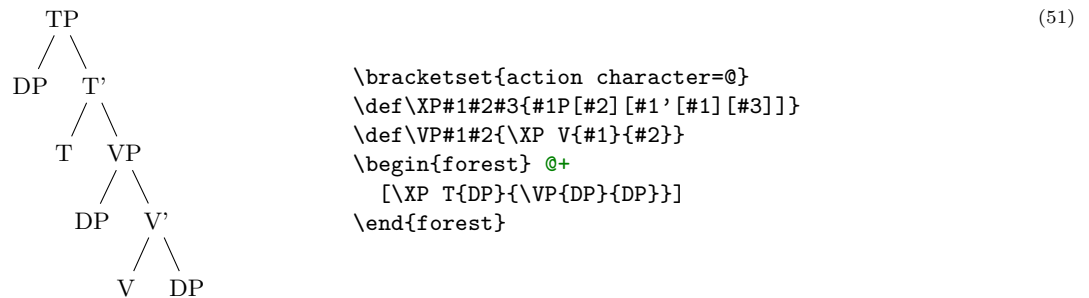 TP
DP T'
T VP
DP V'
V DP
\bracketset{action character=@}
\def\XP#1#2#3{#1P[#2][#1'[#1][#3]]}
\def\VP#1#2{\XP V{#1}{#2}}
\begin{forest} @+
[\XP T{DP}{\VP{DP}{DP}}]
\end{forest}
(51)